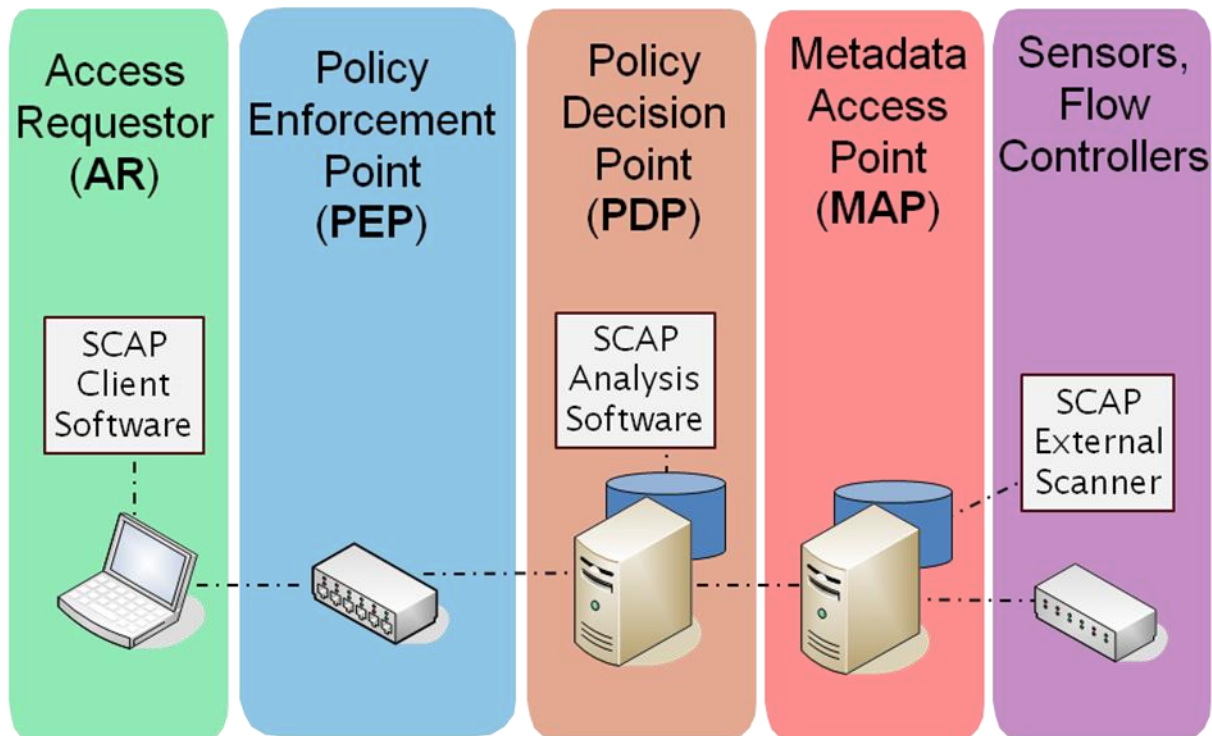 Access
Requestor
(AR)
Policy
Enforcement
Point
(PEP)
Policy
Decision
Point
(PDP)
Metadata
Access
Point
(MAP)
Sensors,
Flow
Controllers
SCAP
Client
Software
SCAP
Analysis
Software
SCAP
External
Scanner